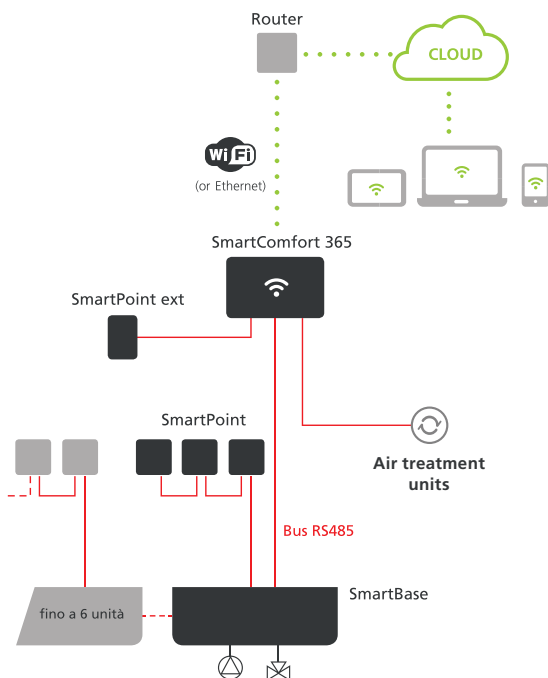 Router
CLOUD
WiFi
(or Ethernet)
SmartComfort 365
SmartPoint ext
SmartPoint
Air treatment
units
Bus RS485
SmartBase
fino a 6 unità